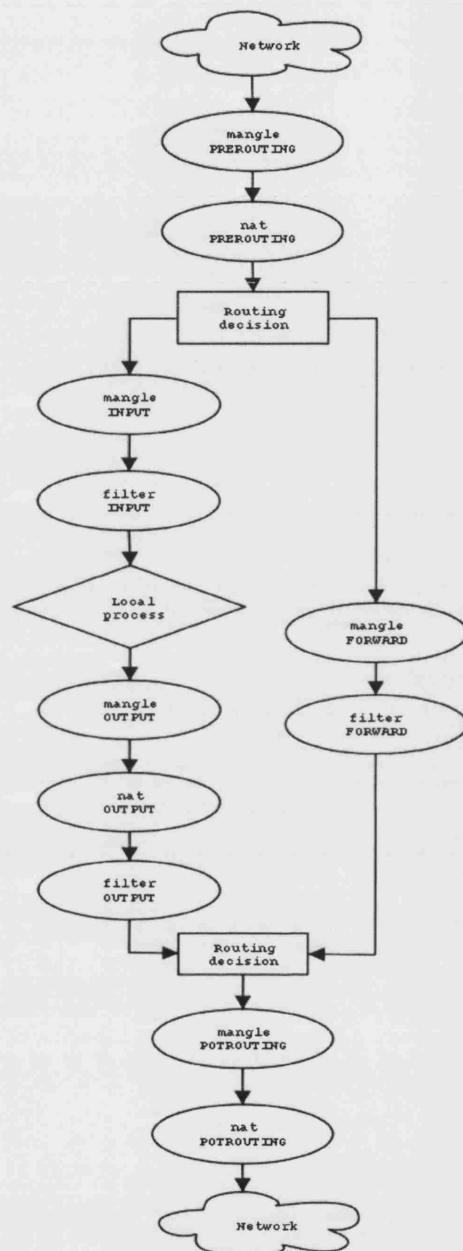 Network
mangle
PREROUTING
nat
PREROUTING
Routing
decision
mangle
INPUT
filter
INPUT
Local
process
mangle
OUTPUT
nat
OUTPUT
filter
OUTPUT
mangle
FORWARD
filter
FORWARD
Routing
decision
mangle
POTROUTING
nat
POTROUTING
Network